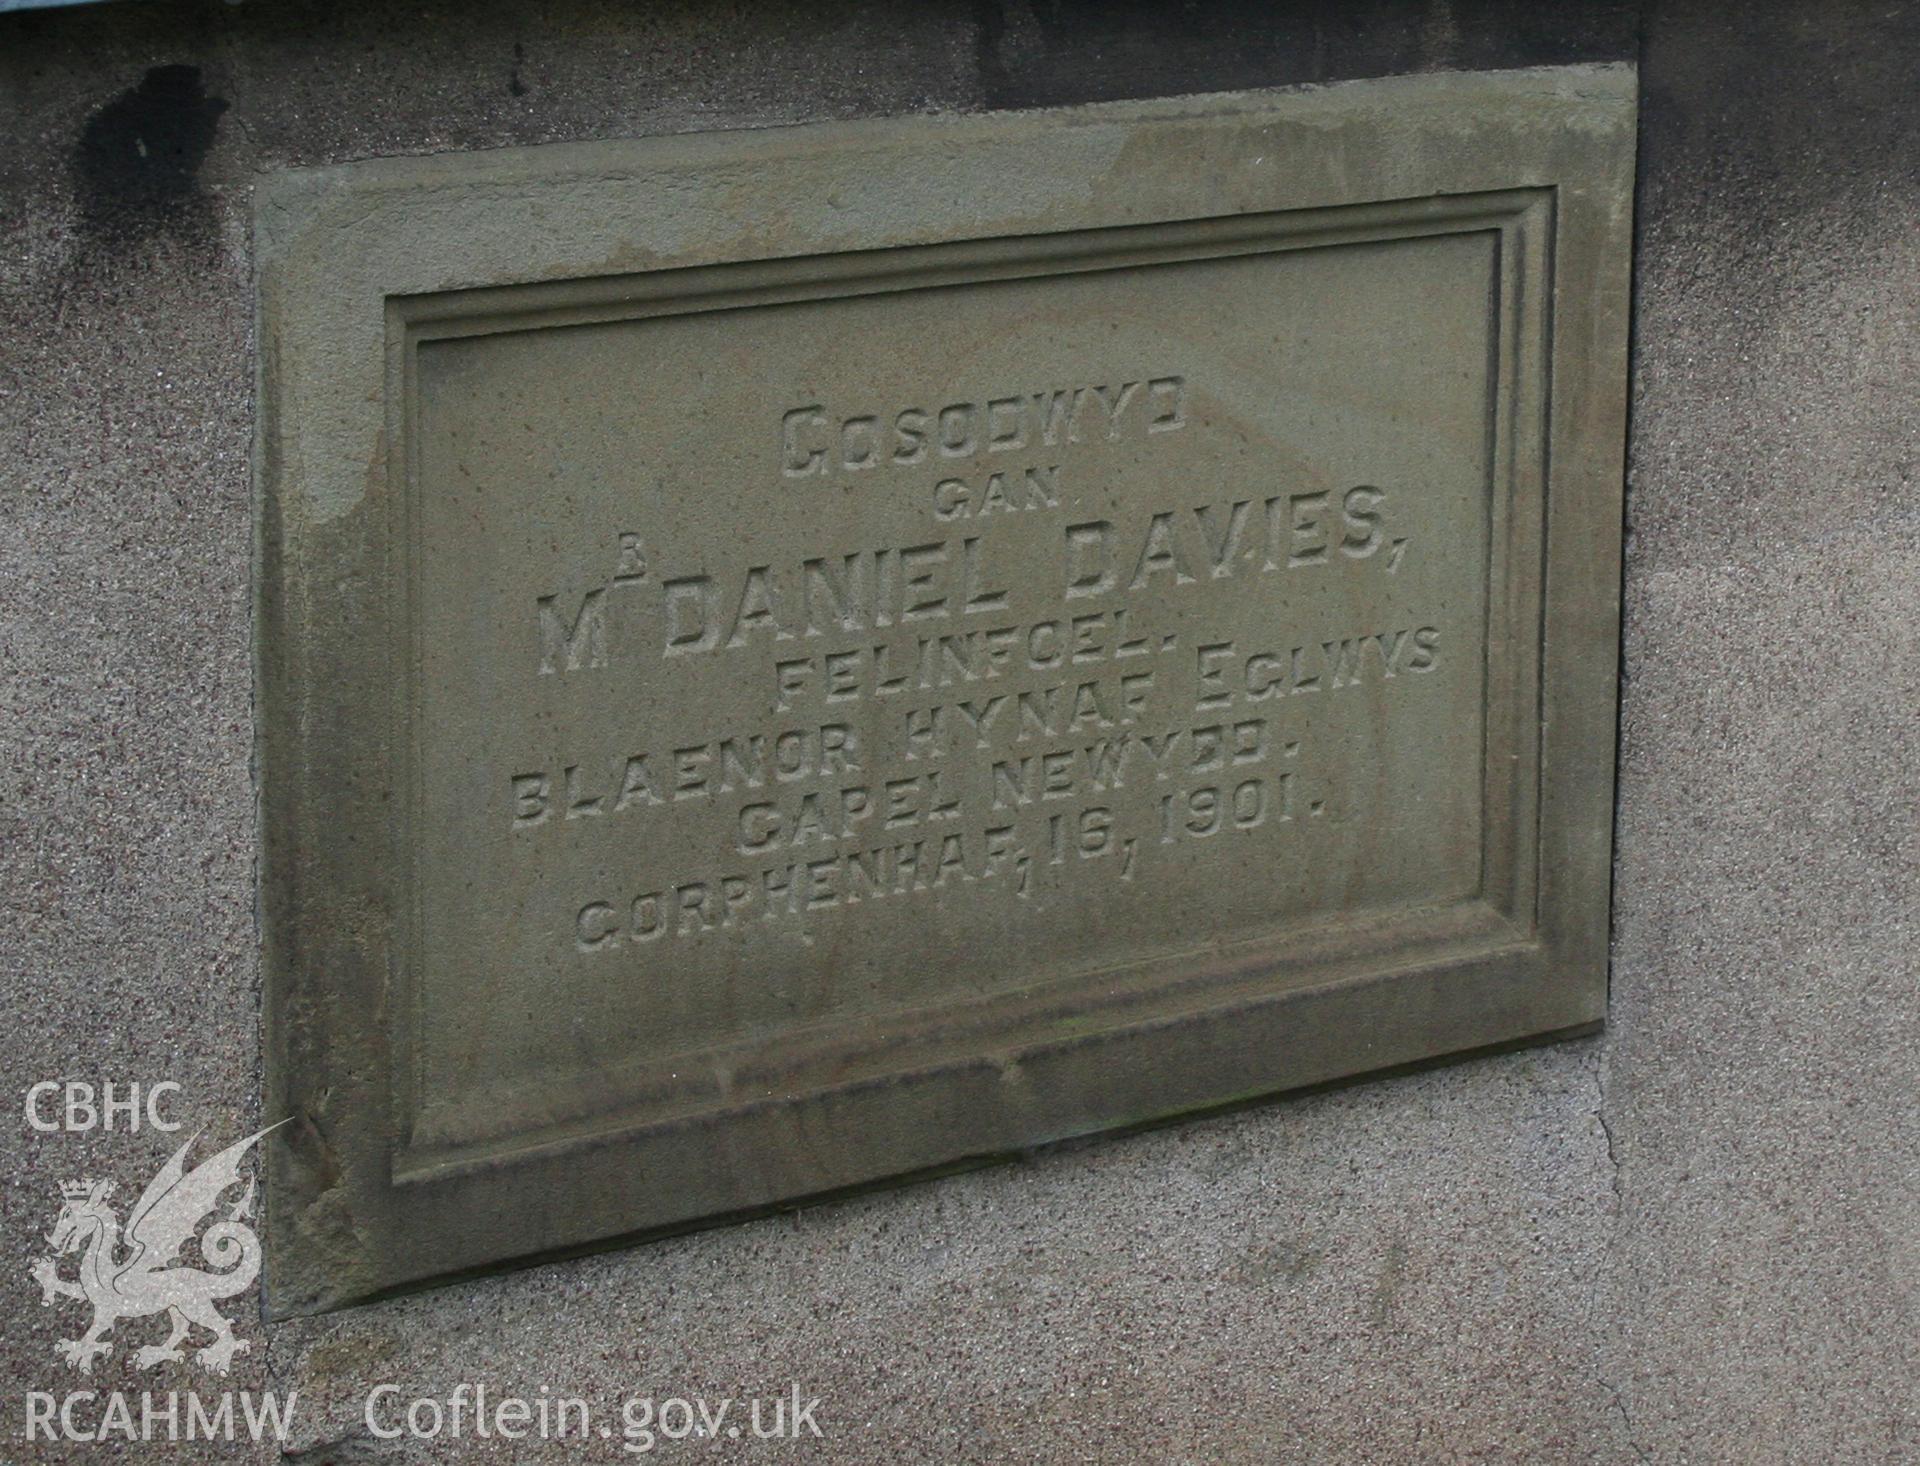 GOSODWYD
GAN
MR DANIEL DAVIES,
FELINFOEL.
BLAENOR HYNAF EGLWYS
CAPEL NEWYDD.
GORPHENHAF, 16, 1901.
CBHC
RCAHMW Coflein.gov.uk